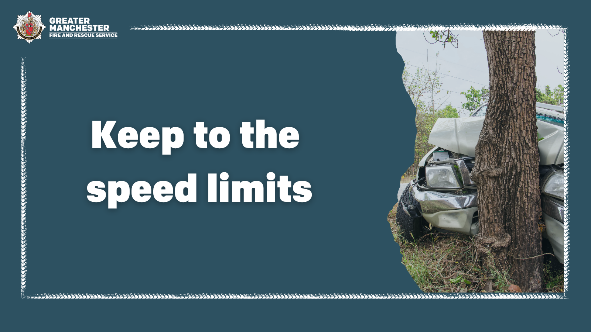 GREATER
MANCHESTER
FIRE AND RESCUE SERVICE
Keep to the
speed limits